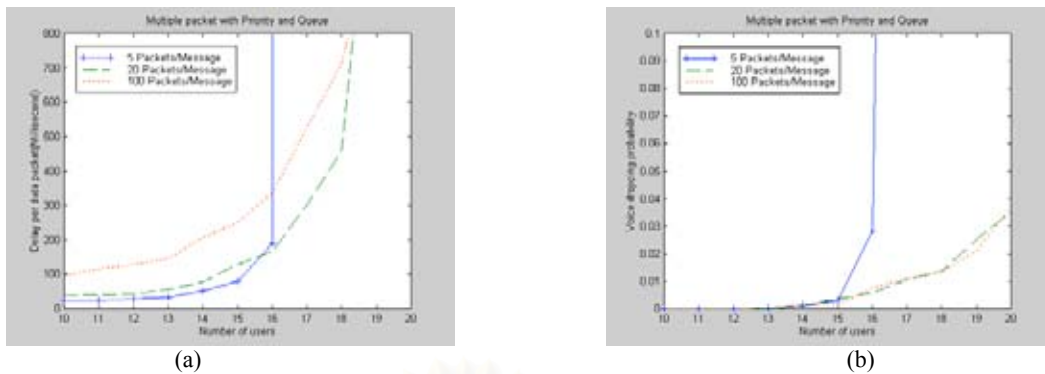 Multiple packet with Priority and Queue
800
700
600
500
400
300
200
100
0
Delay per data packet(Millisecond)
5 Packets/Message
20 Packets/Message
100 Packets/Message
10 11 12 13 14 15 16 17 18 19 20
Number of users
(a)
Multiple packet with Priority and Queue
0.1
0.09
0.08
0.07
0.06
0.05
0.04
0.03
0.02
0.01
0
Voice dropping probability
5 Packets/Message
20 Packets/Message
100 Packets/Message
10 11 12 13 14 15 16 17 18 19 20
Number of users
(b)